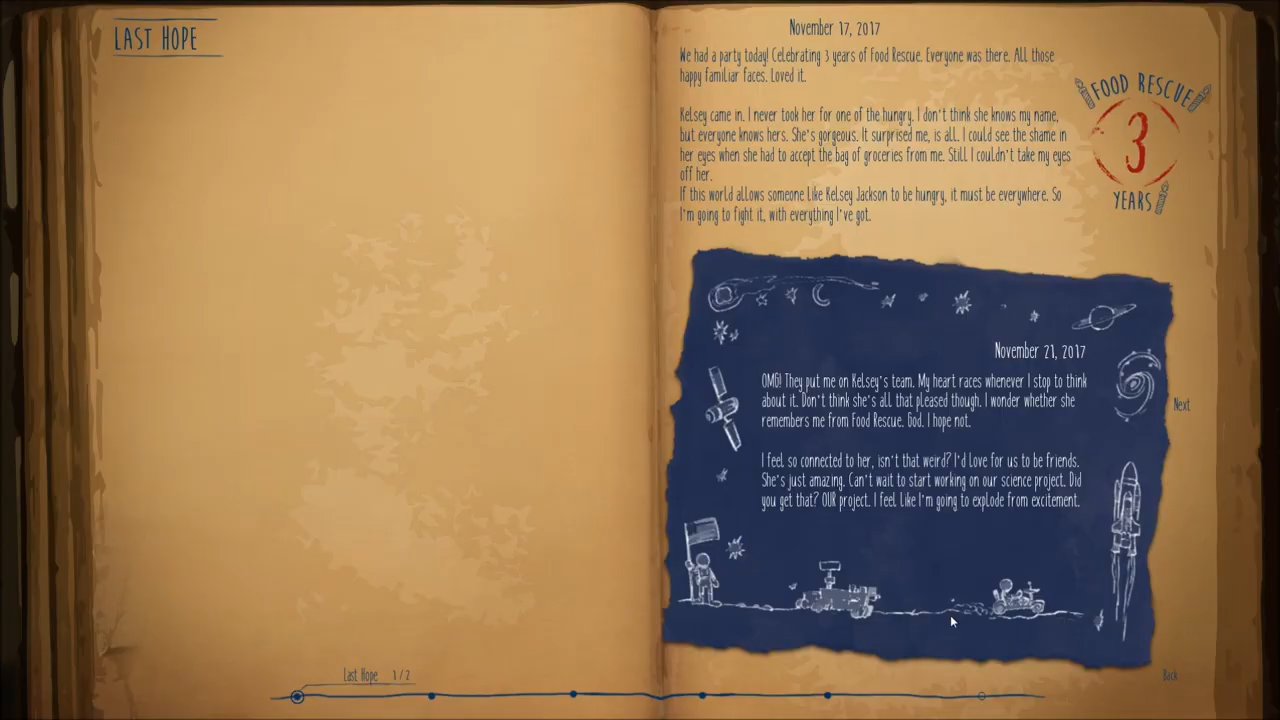 LAST HOPE
November 17, 2017
We had a party today! Celebrating 3 years of Food Rescue. Everyone was there. All those
happy familiar faces. Loved it.
Kelsey came in. I never took her for one of the hungry. I don't think she knows my name,
but everyone knows hers. She's gorgeous. It surprised me, is all. I could see the shame in
her eyes when she had to accept the bag of groceries from me. Still I couldn't take my eyes
off her.
If this world allows someone like Kelsey Jackson to be hungry, it must be everywhere. So
I'm going to fight it, with everything I've got.
FOOD RESCUE
3
YEARS
November 21, 2017
OMG! They put me on Kelsey's team. My heart races whenever I stop to think
about it. Don't think she's all that pleased though. I wonder whether she
remembers me from Food Rescue. God. I hope not.
I feel so connected to her, isn't that weird? I'd love for us to be friends.
She's just amazing. Can't wait to start working on our science project. Did
you get that? OUR project. I feel like I'm going to explode from excitement.
Next
Last Hope 1/2
Back